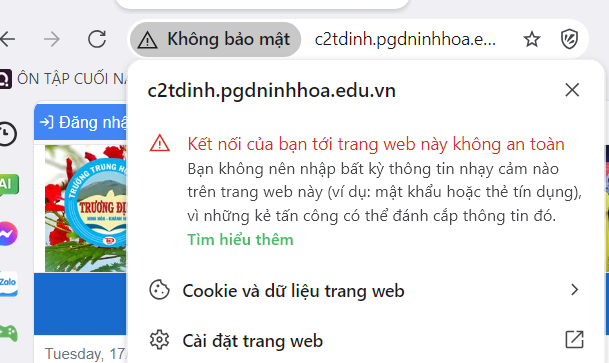 Không bảo mật
c2tdinh.pgdninhhoa.e...
ÔN TẬP CUỐI NĂ
c2tdinh.pgdninhhoa.edu.vn
Đăng nhậ
Kết nối của bạn tới trang web này không an toàn
Bạn không nên nhập bất kỳ thông tin nhạy cảm nào
trên trang web này (ví dụ: mật khẩu hoặc thẻ tín dụng),
vì những kẻ tấn công có thể đánh cắp thông tin đó.
Tìm hiểu thêm
AI
TRƯỜNG TRUNG H
TRƯƠNG ĐỊ
Zalo
Cookie và dữ liệu trang web
Cài đặt trang web
Tuesday, 17/